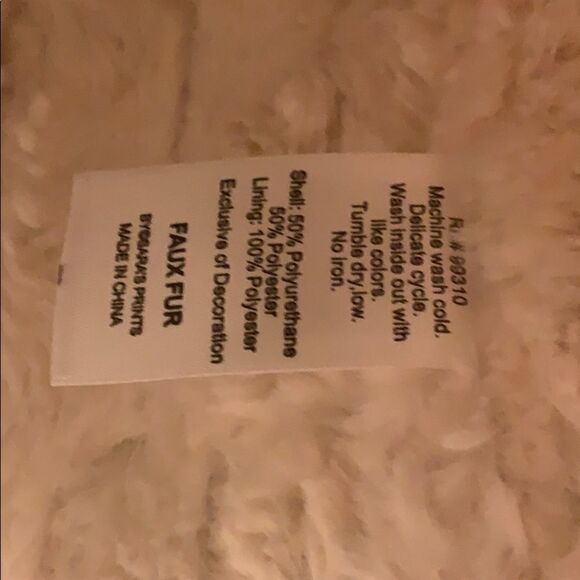 # 99310
Machine wash cold.
Delicate cycle.
Wash inside out with
like colors.
Tumble dry,low.
No iron.
Shell: 50% Polyurethane
50% Polyester
Lining: 100% Polyester
Exclusive of Decoration
FAUX FUR
PRINTS
MADE IN CHINA